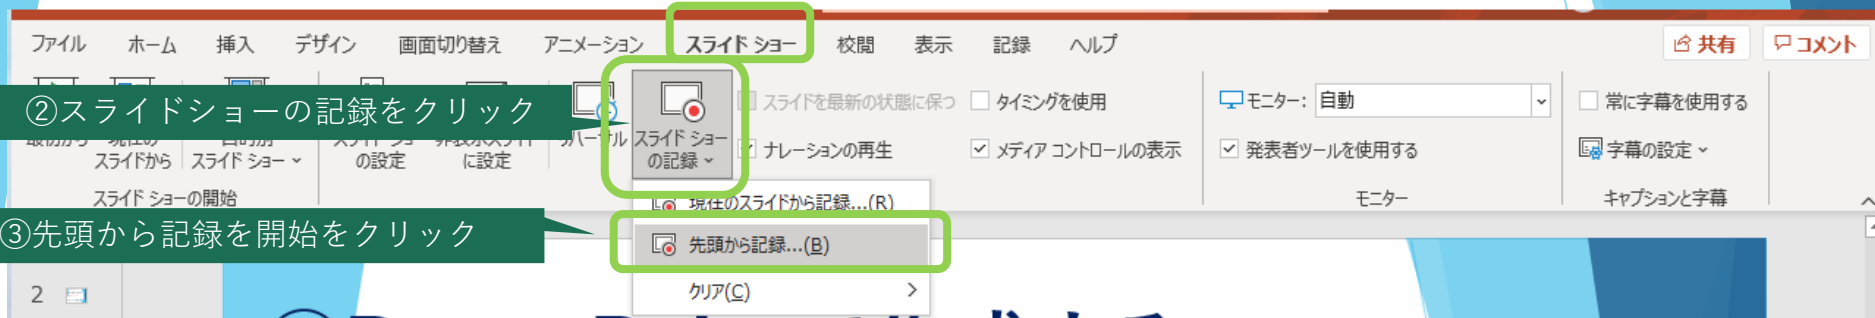 ファイル ホーム 挿入 デザイン 画面切り替え アニメーション スライド ショー 校閲 表示 記録 ヘルプ 共有 コメント
②スライドショーの記録をクリック
スライドを最新の状態に保つ タイミングを使用 モニター: 自動 常に字幕を使用する
スライド ショー
の記録
ナレーションの再生 メディア コントロールの表示 発表者ツールを使用する 字幕の設定
スライドから スライド ショー の設定 に設定
スライド ショーの開始 モニター キャプションと字幕
現在のスライドから記録...(R)
③先頭から記録を開始をクリック
先頭から記録...(B)
クリア(C)
2